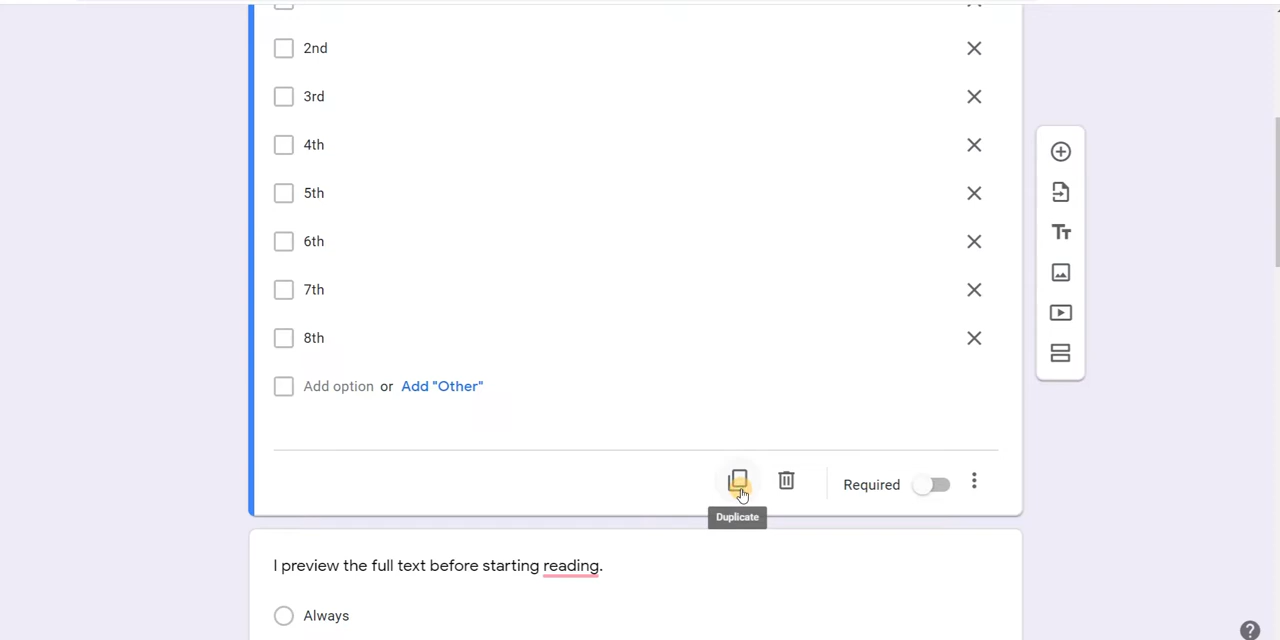 2nd
3rd
4th
5th
6th
7th
8th
Add option or Add "Other"
Required
Duplicate
I preview the full text before starting reading.
Always